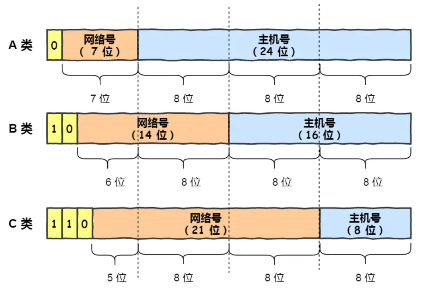 A 类
0
网络号
( 7 位)
主机号
(24 位)
7 位
8 位
8 位
8 位
B 类
1 0
网络号
(14 位)
主机号
(16 位)
6 位
8 位
8 位
8 位
C 类
1 1 0
网络号
(21 位)
主机号
(8 位)
5 位
8 位
8 位
8 位